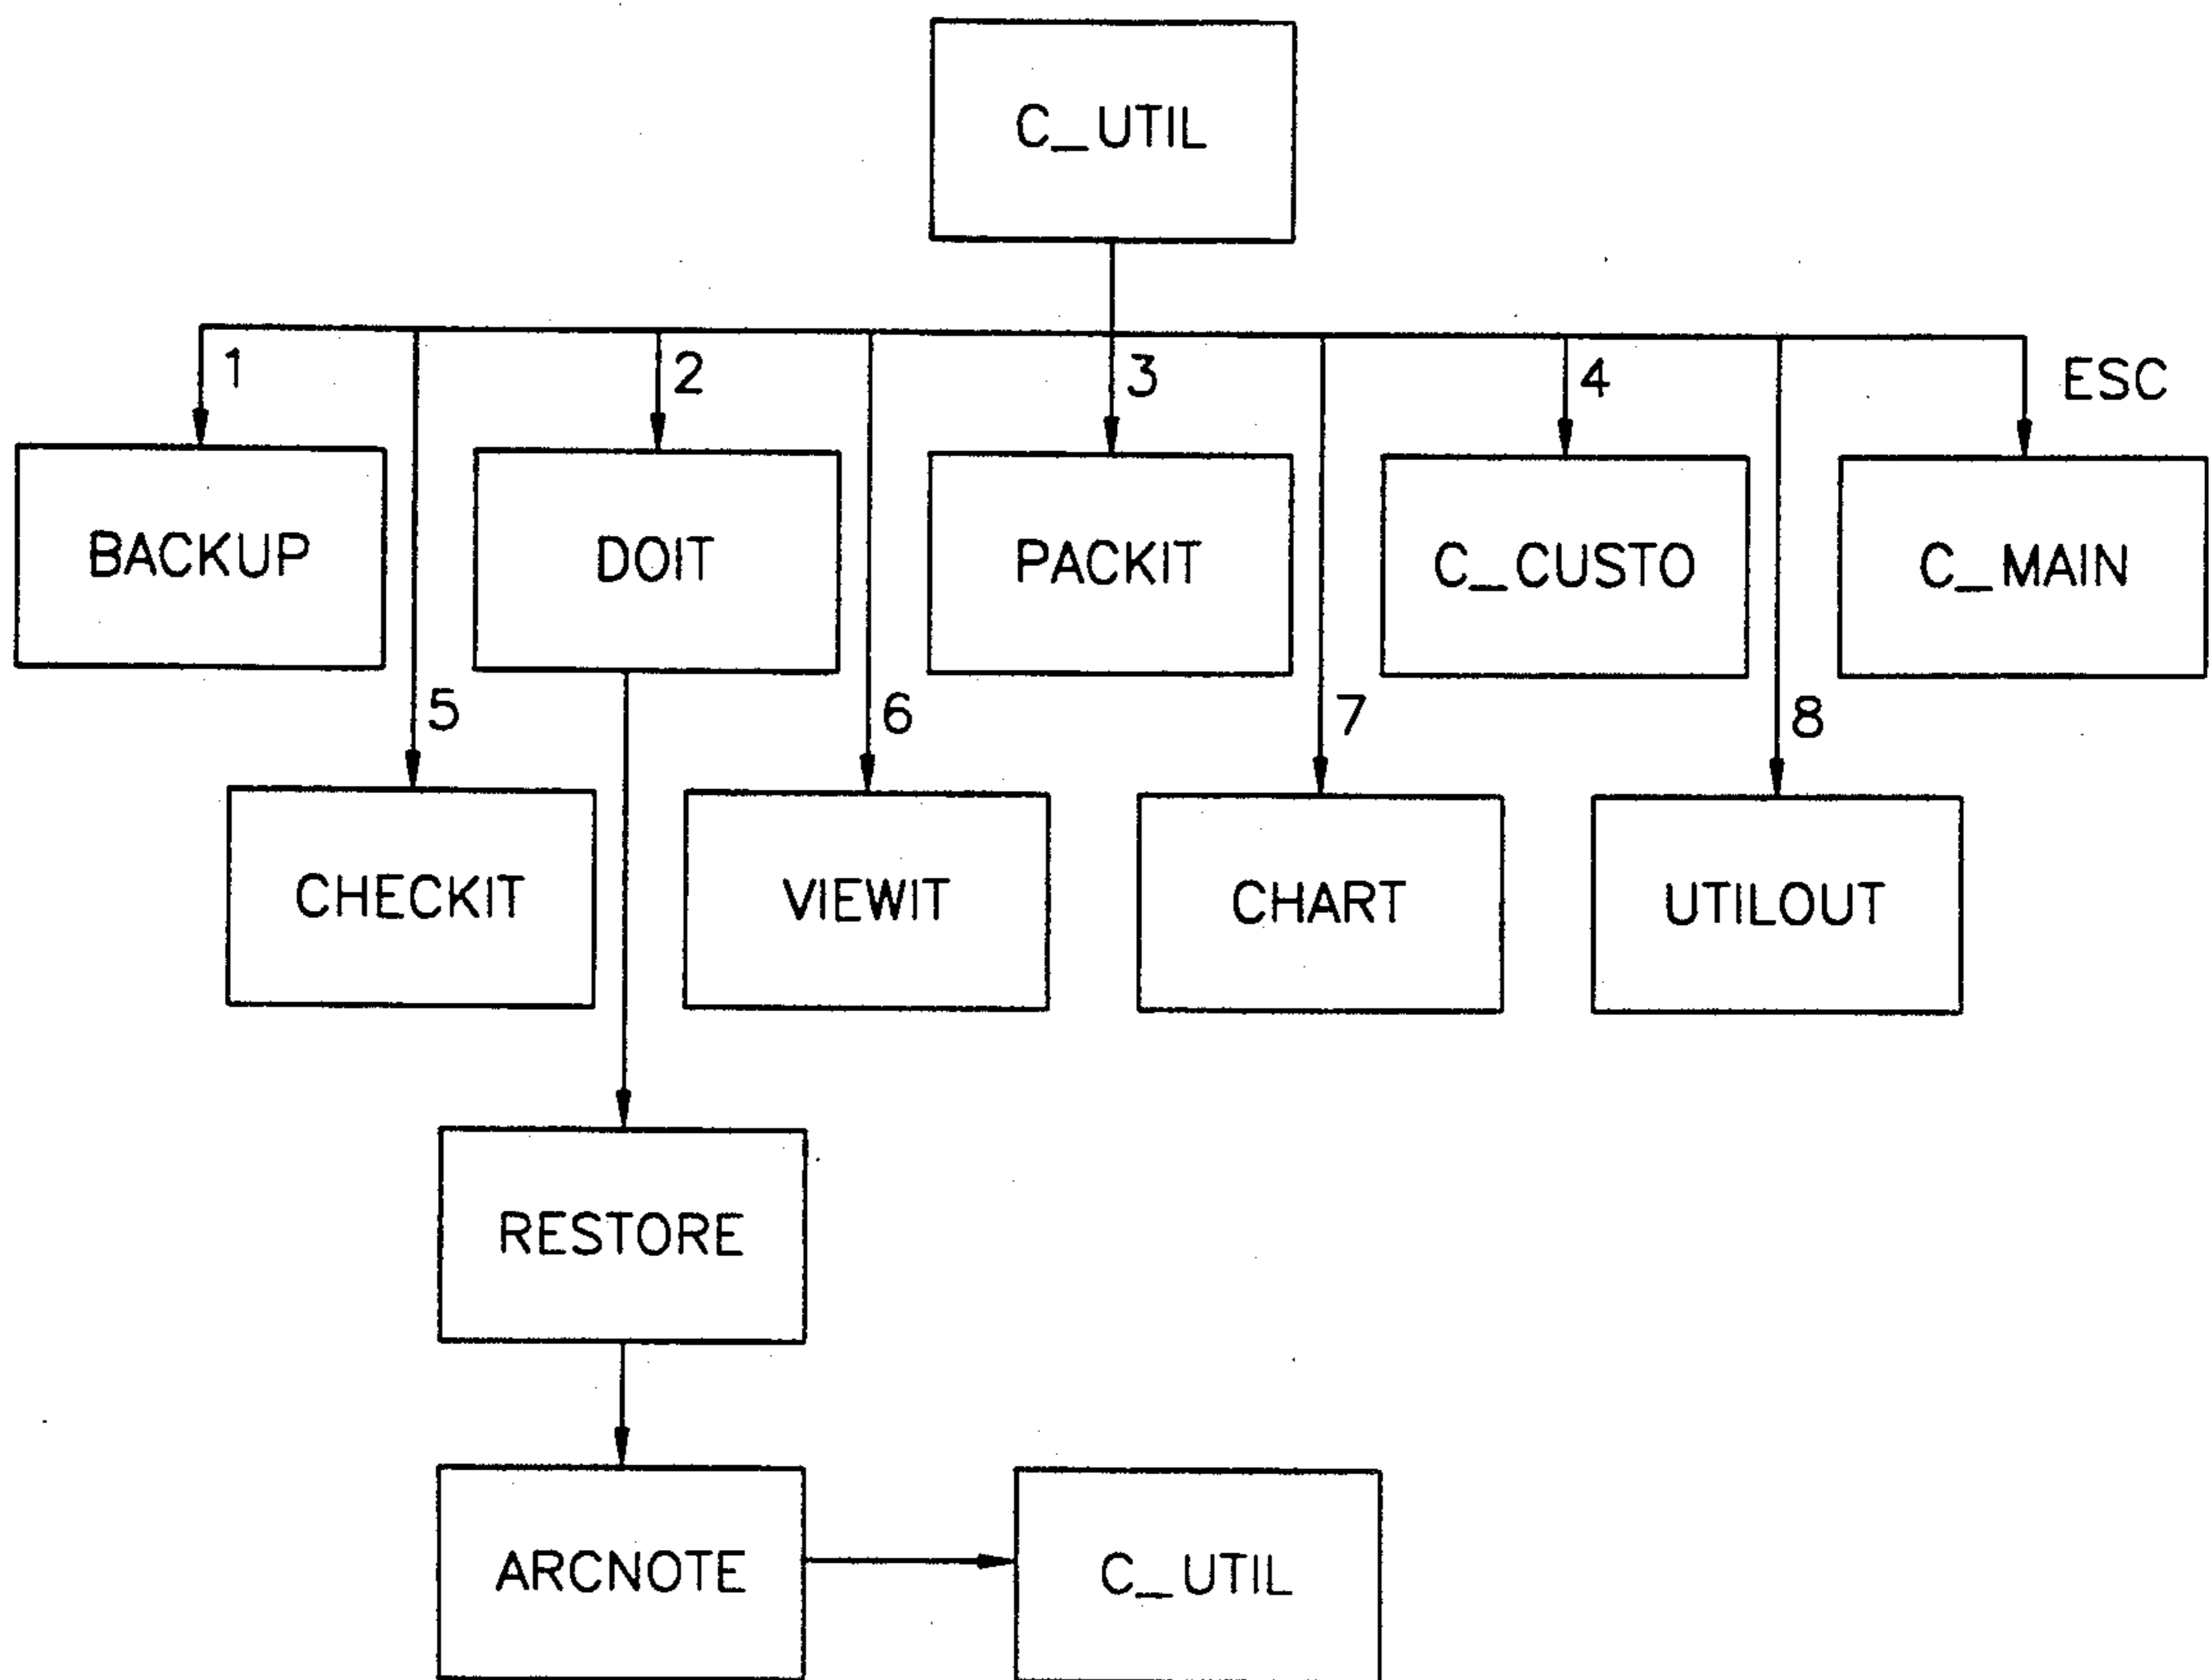 C_UTIL
1
2
3
4
ESC
BACKUP
DOIT
PACKIT
C_CUSTO
C_MAIN
5
6
7
8
CHECKIT
VIEWIT
CHART
UTILOUT
RESTORE
ARCNOTE
C_UTIL